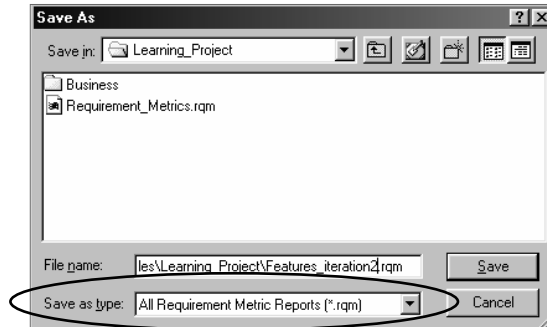 Save As
Save in: Learning_Project
Business
Requirement_Metrics.rqm
File name: les\Learning_Project\Features_iteration2.rqm Save
Save as type: All Requirement Metric Reports (*.rqm) Cancel